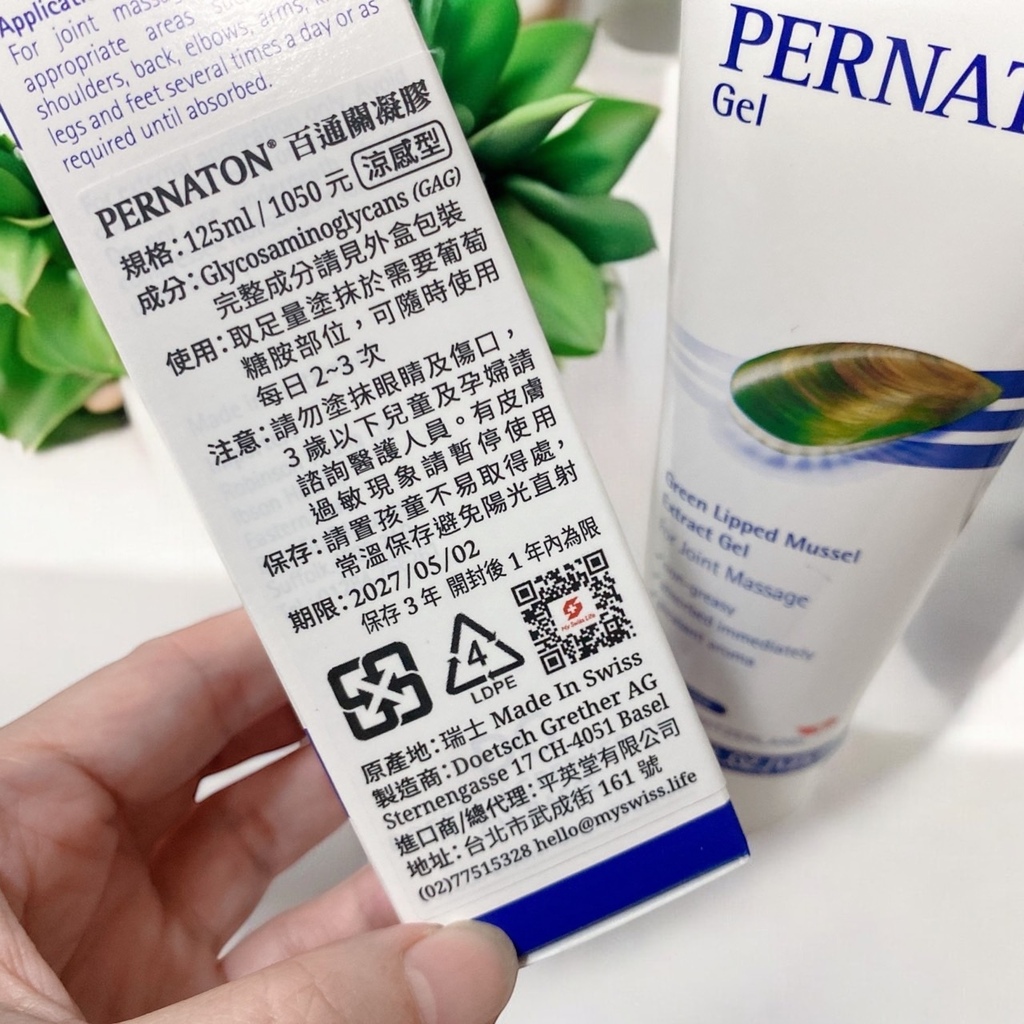 Application
For joint massage
appropriate areas
shoulders, back, elbows, arms,
legs and feet several times a day or as
required until absorbed.
PERNATON® 百通關凝膠
規格：125ml / 1050 元 涼感型
成分：Glycosaminoglycans (GAG)
完整成分請見外盒包裝
使用：取足量塗抹於需要葡萄
糖胺部位，可隨時使用
每日 2~3 次
注意：請勿塗抹眼睛及傷口，
3 歲以下兒童及孕婦請
諮詢醫護人員。有皮膚
過敏現象請暫停使用
保存：請置孩童不易取得處，
常溫保存避免陽光直射
期限：2027/05/02
保存 3 年 開封後 1 年內為限
My Swiss Life
4
LDPE
原產地：瑞士 Made In Swiss
製造商：Doetsch Grether AG
Sternengasse 17 CH-4051 Basel
進口商/總代理：平英堂有限公司
地址：台北市武成街 161 號
(02)77515328 hello@myswiss.life
PERNAT
Gel
Green Lipped Mussel
Extract Gel
For Joint Massage
non-greasy
absorbed immediately
aroma